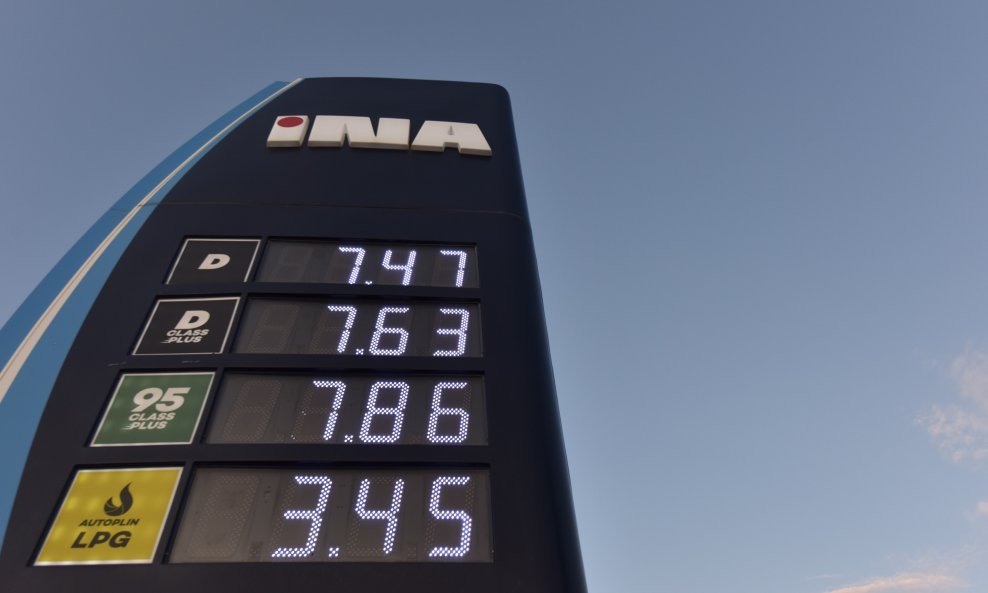 INA
D 7.47
D CLASS PLUS 7.63
95 CLASS PLUS 7.86
AUTOPLIN LPG 3.45